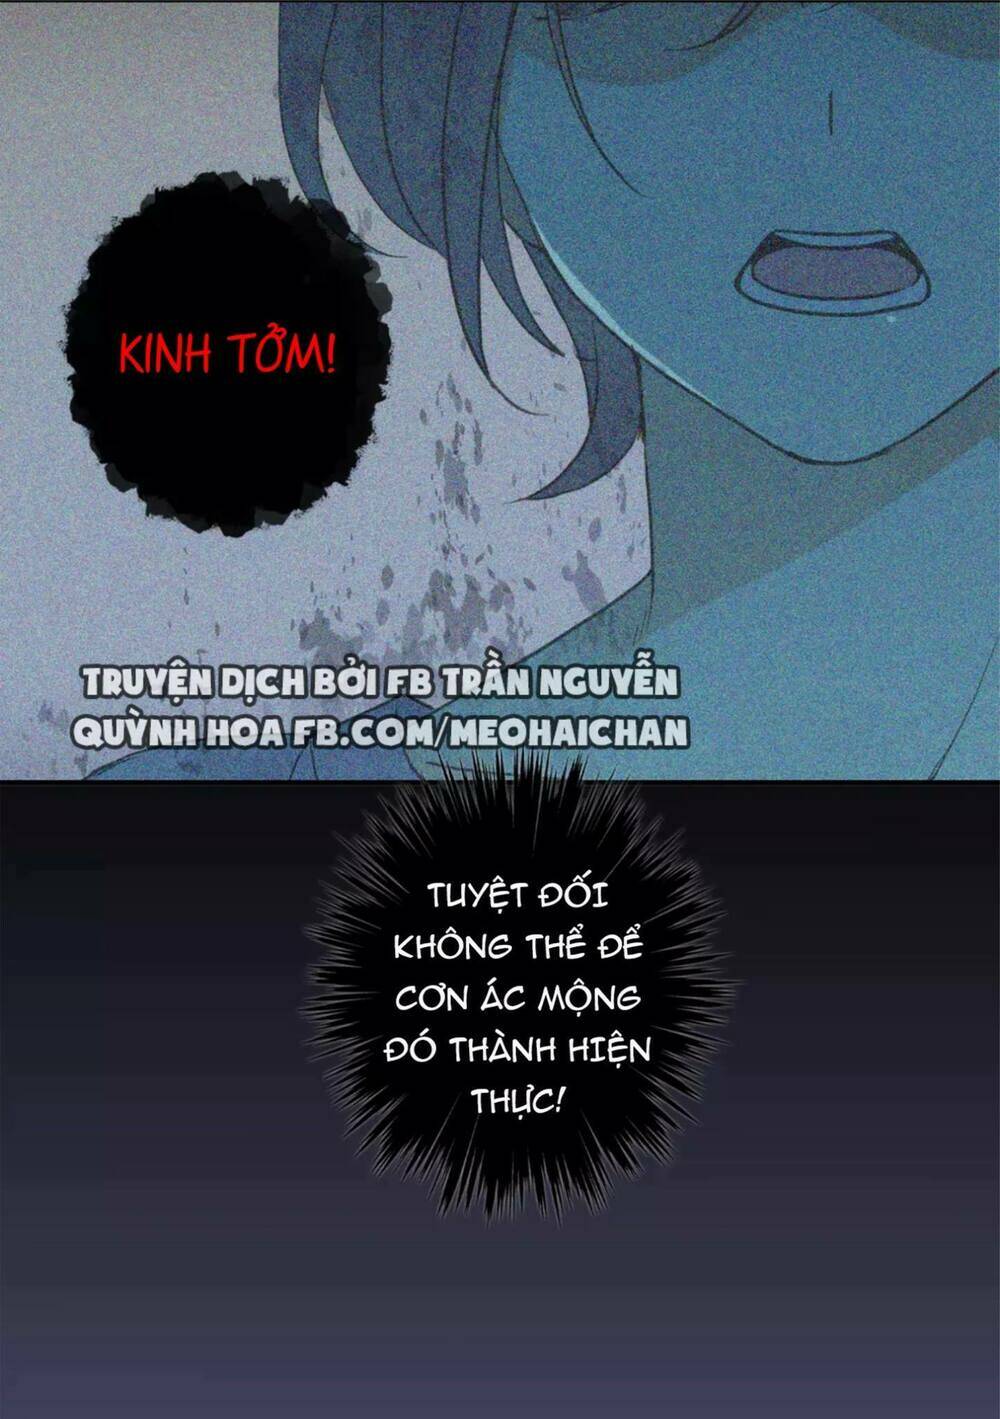 KINH TỞM!
TRUYỆN DỊCH BỞI FB TRẦN NGUYỄN
QUỲNH HOA FB.COM/MEOHAICHAN
TUYỆT ĐỐI
KHÔNG THỂ ĐỂ
CƠN ÁC MỘNG
ĐÓ THÀNH HIỆN
THỰC!